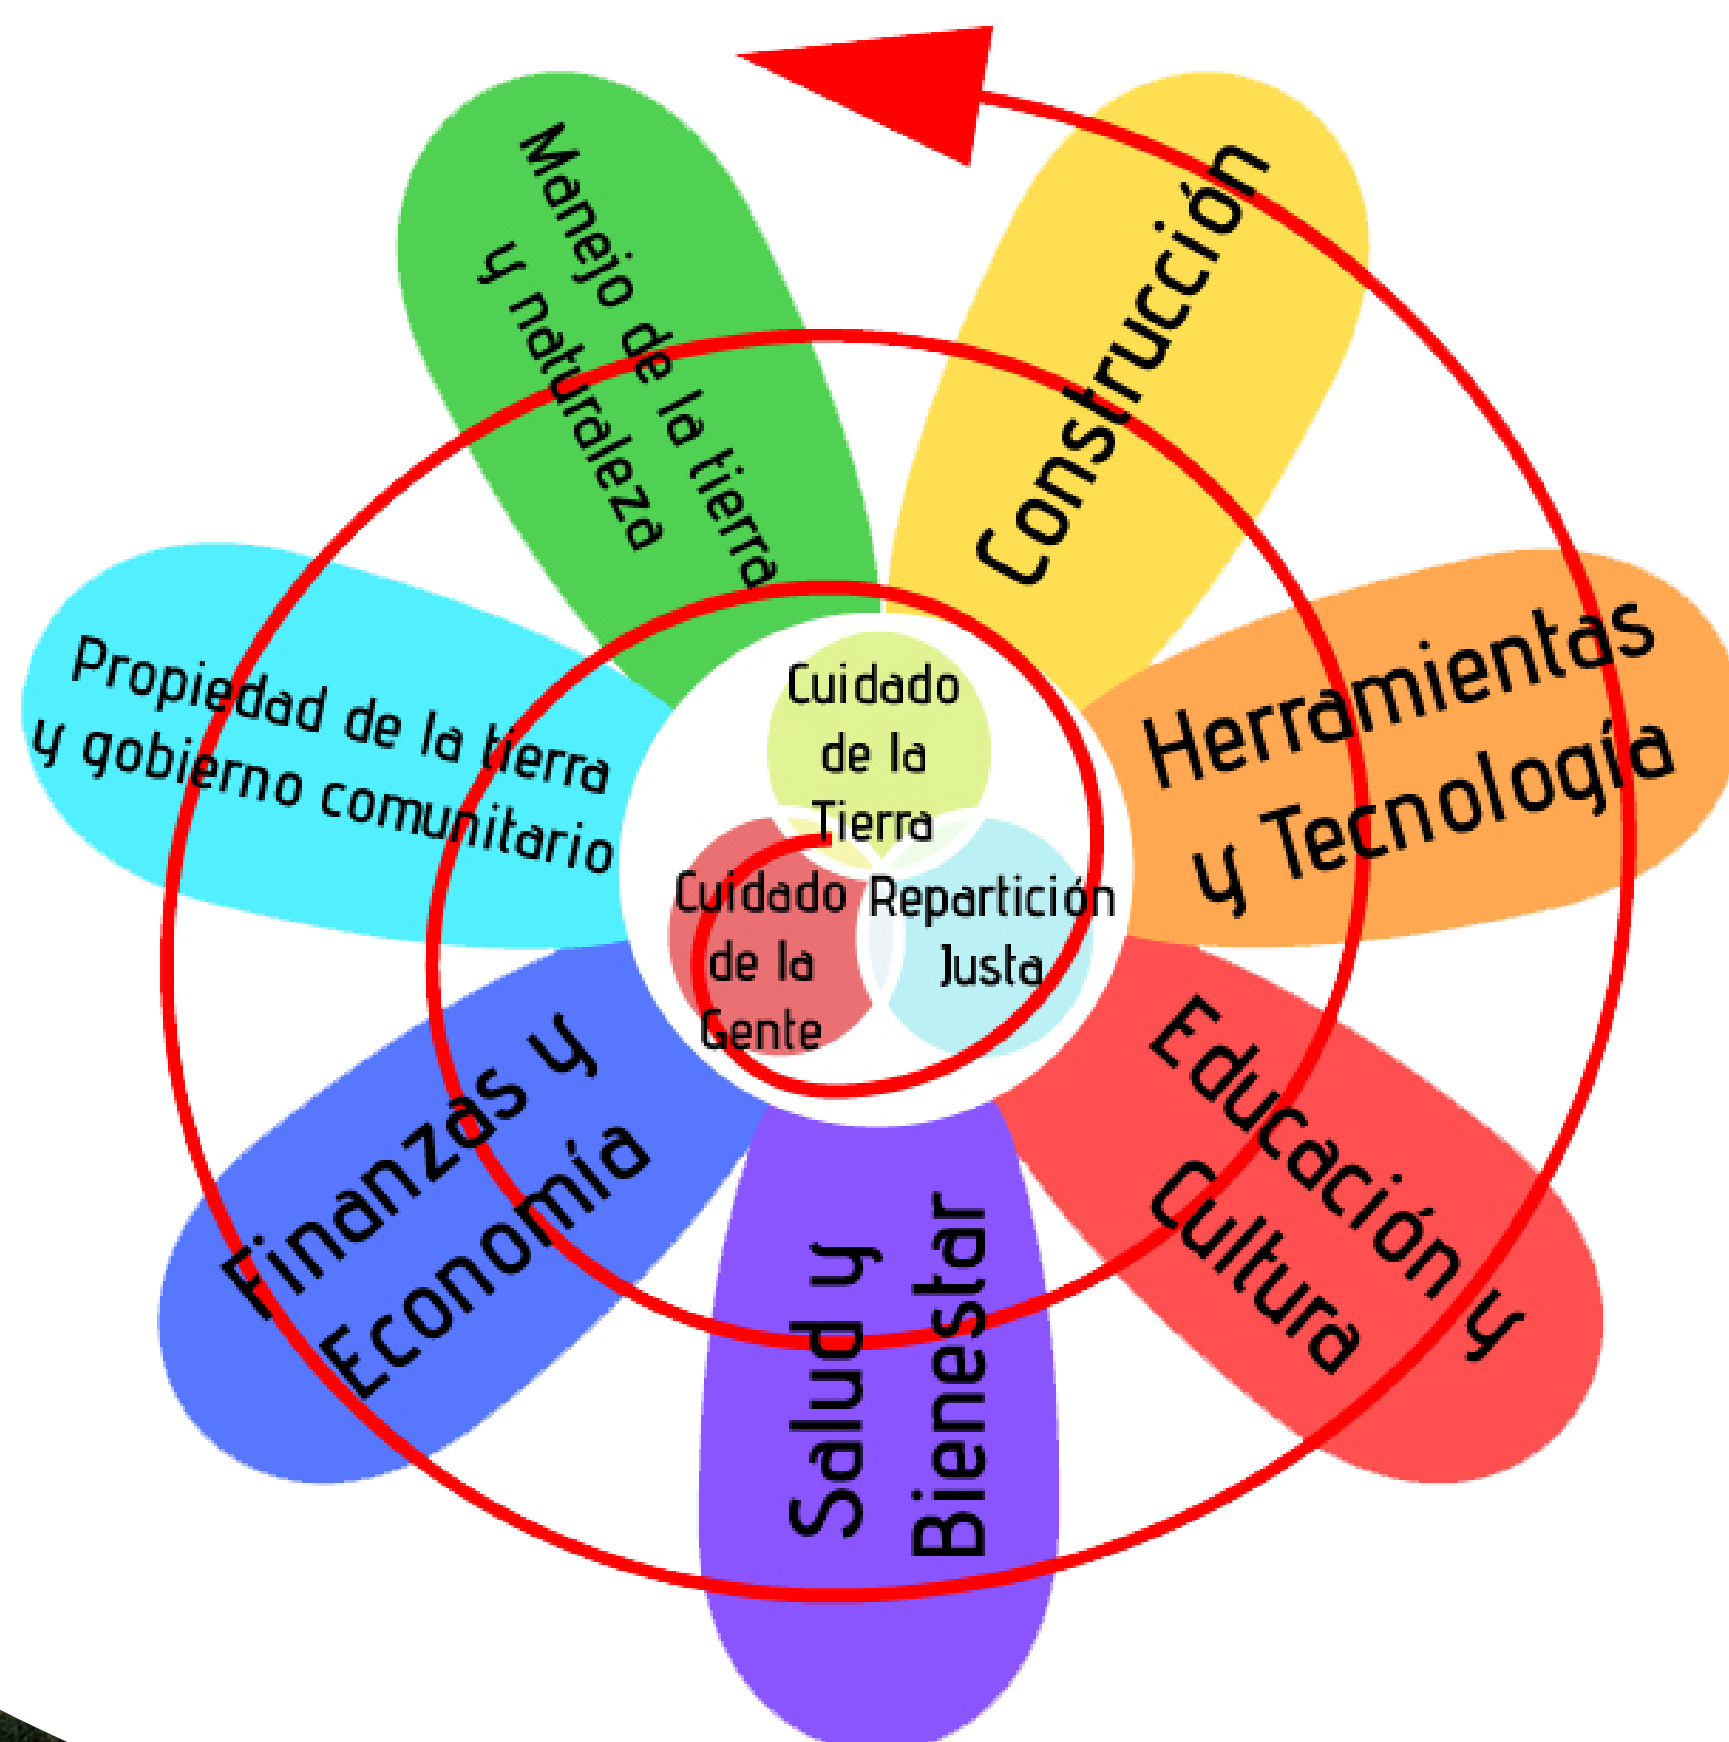 Manejo de la tierra
y naturaleza
Construcción
Herramientas
y Tecnología
Educación y
Cultura
Salud y
Bienestar
Finanzas y
Economía
Propiedad de la tierra
y gobierno comunitario
Cuidado
de la
Tierra
Cuidado
de la
Gente
Repartición
Justa